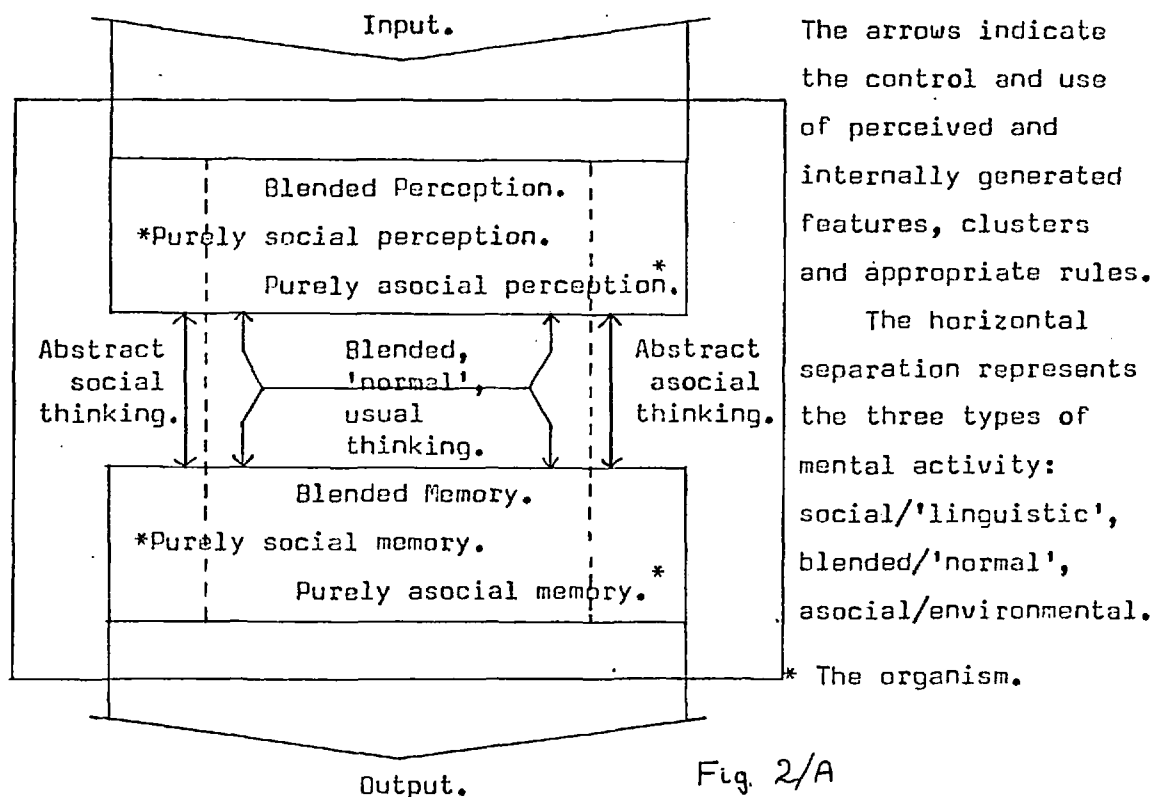 Input.
Blended Perception.
*Purely social perception.
Purely asocial perception.*
Abstract
social
thinking.
Blended,
'normal',
usual
thinking.
Abstract
asocial
thinking.
Blended Memory.
*Purely social memory.
Purely asocial memory.*
Output.
The arrows indicate
the control and use
of perceived and
internally generated
features, clusters
and appropriate rules.
The horizontal
separation represents
the three types of
mental activity:
social/'linguistic',
blended/'normal',
asocial/environmental.
* The organism.
Fig. 2/A